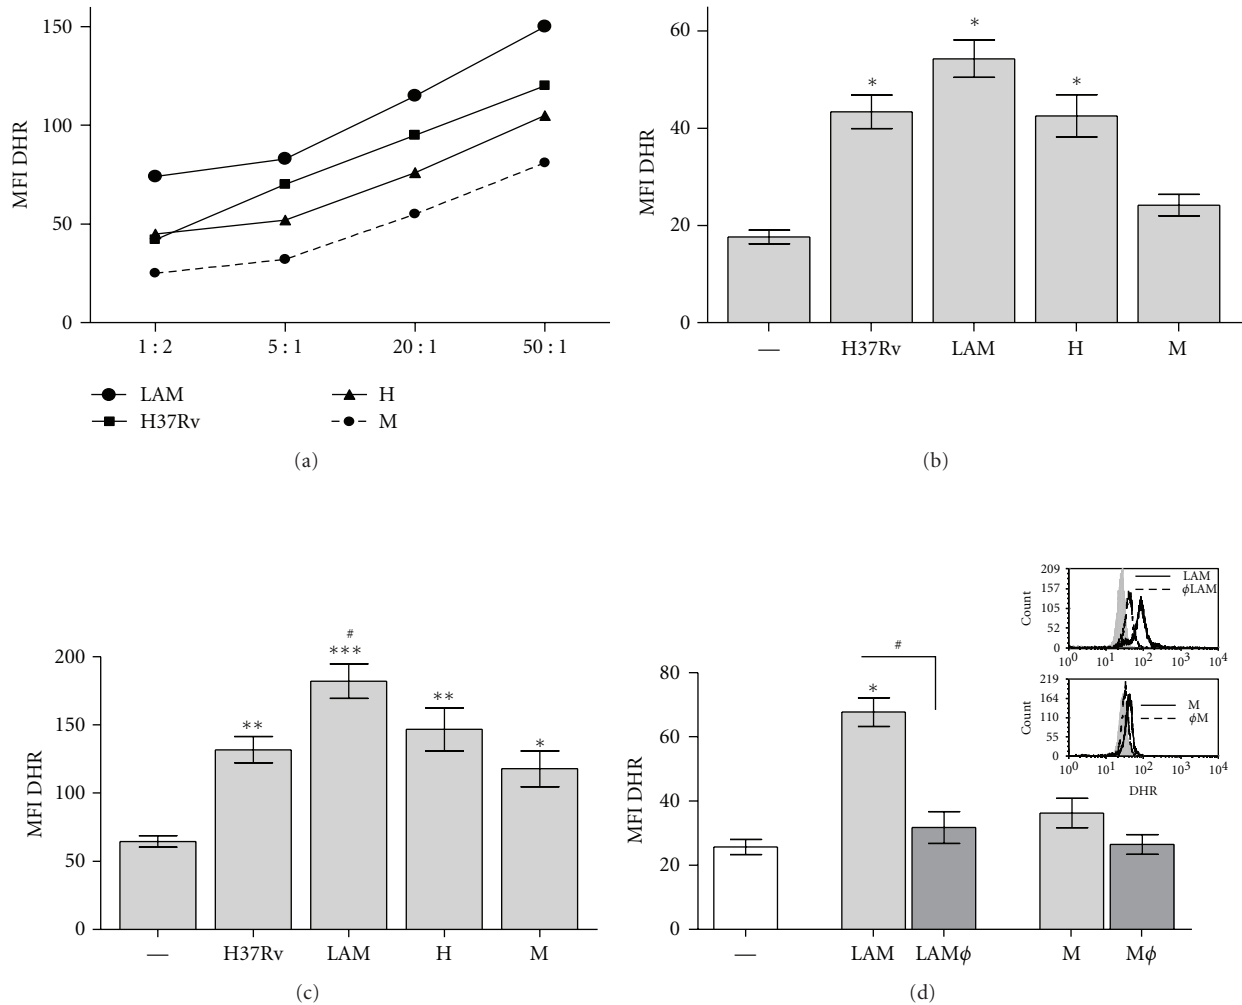 150
100
50
0
MFI DHR
1 : 2 5 : 1 20 : 1 50 : 1
LAM H
H37Rv M
(a)
60
40
20
0
MFI DHR
*
* *
— H37Rv LAM H M
(b)
200
150
100
50
0
MFI DHR
#
***
** **
*
— H37Rv LAM H M
(c)
80
60
40
20
0
MFI DHR
#
*
— LAM LAMϕ M Mϕ
209
157
105
52
0
Count
LAM
ϕLAM
10⁰ 10¹ 10² 10³ 10⁴
219
164
110
55
0
Count
M
ϕM
10⁰ 10¹ 10² 10³ 10⁴
DHR
(d)